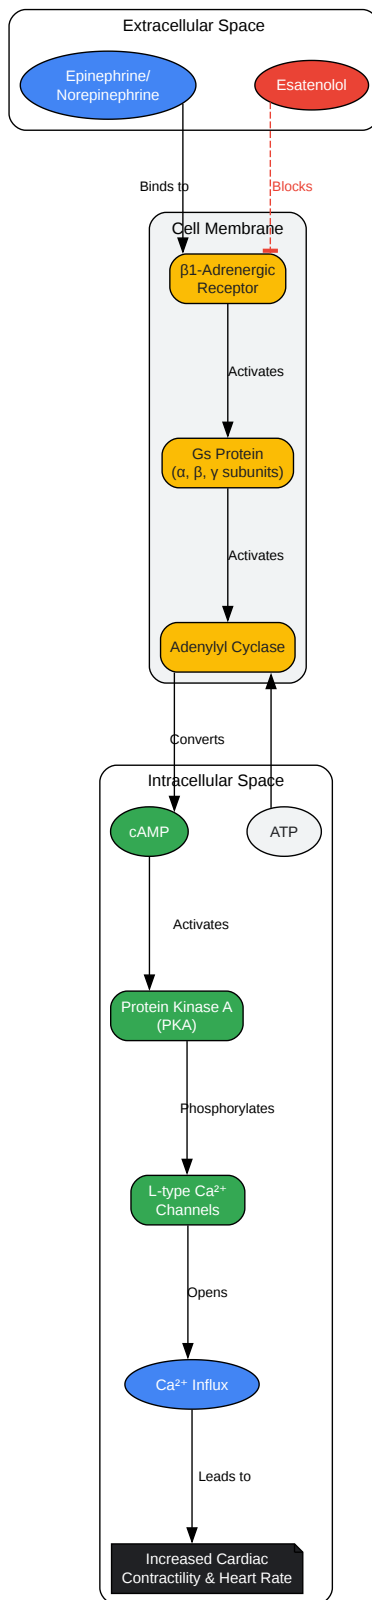 Extracellular Space
Epinephrine/
Norepinephrine
Esatenolol
Binds to
Blocks
Cell Membrane
β1-Adrenergic
Receptor
Activates
Gs Protein
(α, β, γ subunits)
Activates
Adenylyl Cyclase
Converts
Intracellular Space
cAMP
ATP
Activates
Protein Kinase A
(PKA)
Phosphorylates
L-type Ca²⁺
Channels
Opens
Ca²⁺ Influx
Leads to
Increased Cardiac
Contractility & Heart Rate